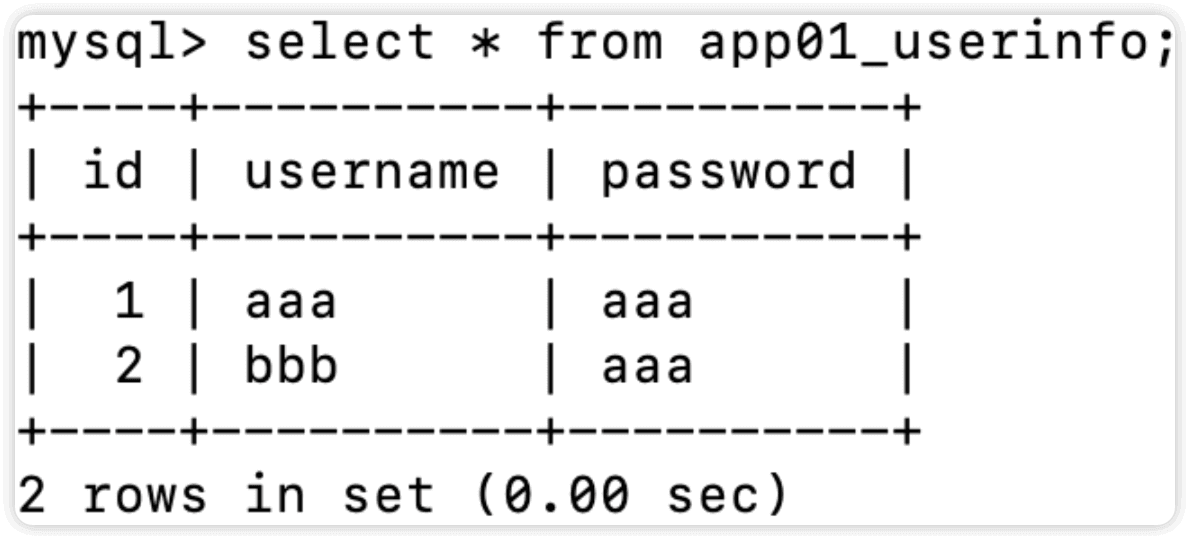 mysql> select * from app01_userinfo;
+----+----------+----------+
| id | username | password |
+----+----------+----------+
|  1 | aaa      | aaa      |
|  2 | bbb      | aaa      |
+----+----------+----------+
2 rows in set (0.00 sec)